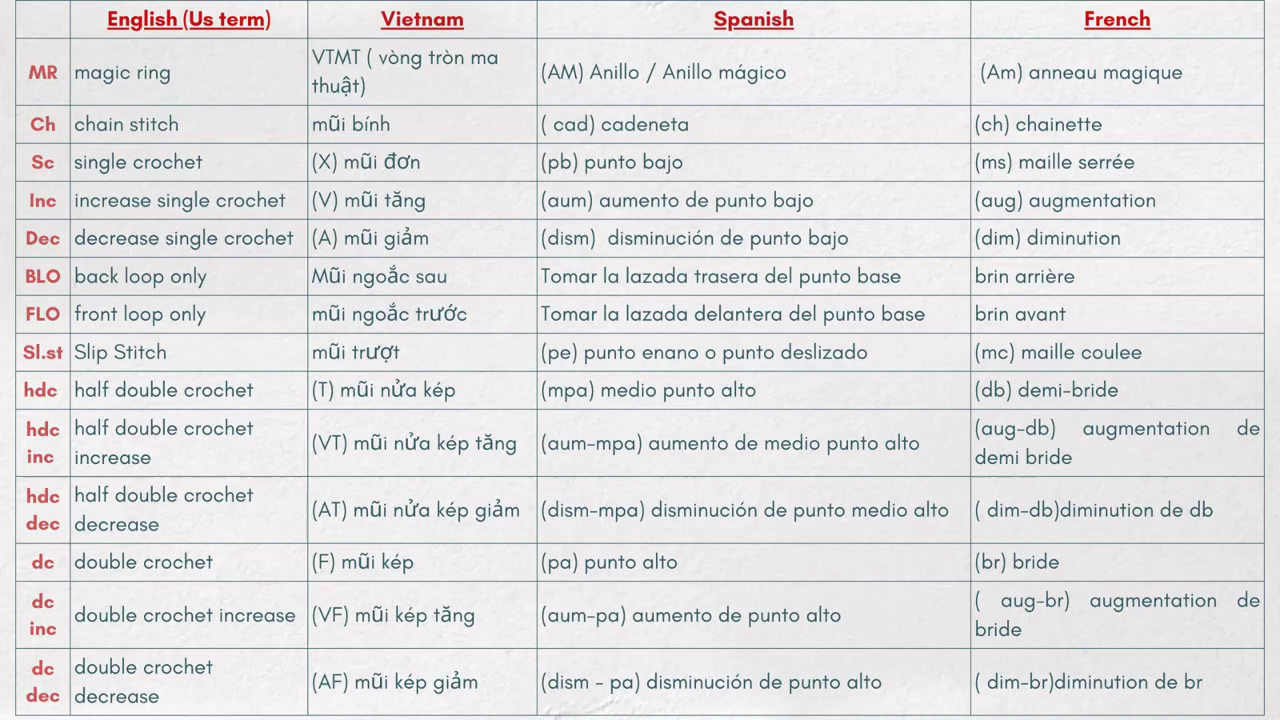 English (Us term) Vietnam Spanish French
MR magic ring VTMT ( vòng tròn ma thuật) (AM) Anillo / Anillo mágico (Am) anneau magique
Ch chain stitch mũi bính ( cad) cadeneta (ch) chainette
Sc single crochet (X) mũi đơn (pb) punto bajo (ms) maille serrée
Inc increase single crochet (V) mũi tăng (aum) aumento de punto bajo (aug) augmentation
Dec decrease single crochet (A) mũi giảm (dism) disminución de punto bajo (dim) diminution
BLO back loop only Mũi ngoắc sau Tomar la lazada trasera del punto base brin arrière
FLO front loop only mũi ngoắc trước Tomar la lazada delantera del punto base brin avant
Sl.st Slip Stitch mũi trượt (pe) punto enano o punto deslizado (mc) maille coulee
hdc half double crochet (T) mũi nửa kép (mpa) medio punto alto (db) demi-bride
hdc inc half double crochet increase (VT) mũi nửa kép tăng (aum-mpa) aumento de medio punto alto (aug-db) augmentation de demi bride
hdc dec half double crochet decrease (AT) mũi nửa kép giảm (dism-mpa) disminución de punto medio alto ( dim-db)diminution de db
dc double crochet (F) mũi kép (pa) punto alto (br) bride
dc inc double crochet increase (VF) mũi kép tăng (aum-pa) aumento de punto alto ( aug-br) augmentation de bride
dc dec double crochet decrease (AF) mũi kép giảm (dism - pa) disminución de punto alto ( dim-br)diminution de br